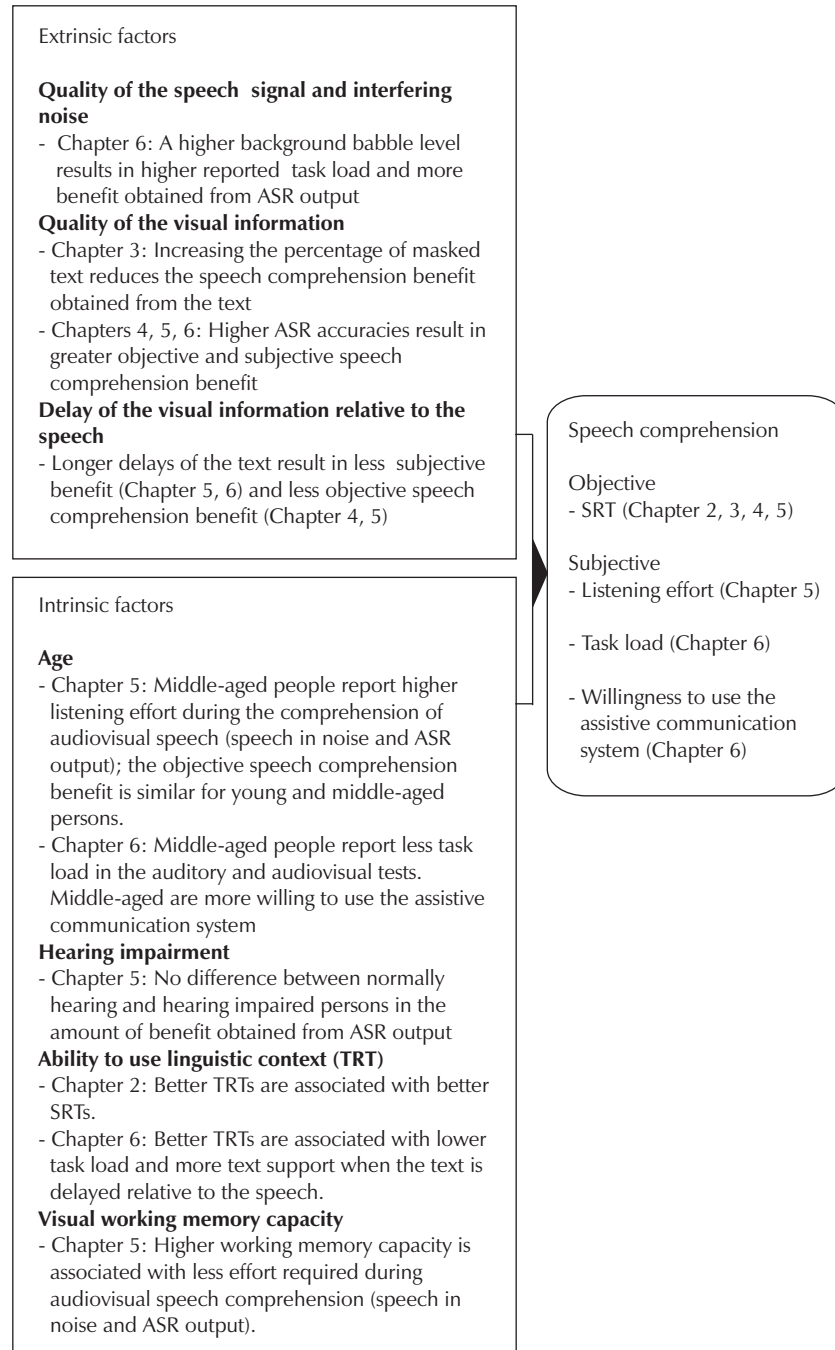 Extrinsic factors
Quality of the speech signal and interfering
noise
- Chapter 6: A higher background babble level
results in higher reported task load and more
benefit obtained from ASR output
Quality of the visual information
- Chapter 3: Increasing the percentage of masked
text reduces the speech comprehension benefit
obtained from the text
- Chapters 4, 5, 6: Higher ASR accuracies result in
greater objective and subjective speech
comprehension benefit
Delay of the visual information relative to the
speech
- Longer delays of the text result in less subjective
benefit (Chapter 5, 6) and less objective speech
comprehension benefit (Chapter 4, 5)
Intrinsic factors
Age
- Chapter 5: Middle-aged people report higher
listening effort during the comprehension of
audiovisual speech (speech in noise and ASR
output); the objective speech comprehension
benefit is similar for young and middle-aged
persons.
- Chapter 6: Middle-aged people report less task
load in the auditory and audiovisual tests.
Middle-aged are more willing to use the assistive
communication system
Hearing impairment
- Chapter 5: No difference between normally
hearing and hearing impaired persons in the
amount of benefit obtained from ASR output
Ability to use linguistic context (TRT)
- Chapter 2: Better TRTs are associated with better
SRTs.
- Chapter 6: Better TRTs are associated with lower
task load and more text support when the text is
delayed relative to the speech.
Visual working memory capacity
- Chapter 5: Higher working memory capacity is
associated with less effort required during
audiovisual speech comprehension (speech in
noise and ASR output).
Speech comprehension
Objective
- SRT (Chapter 2, 3, 4, 5)
Subjective
- Listening effort (Chapter 5)
- Task load (Chapter 6)
- Willingness to use the
assistive communication
system (Chapter 6)